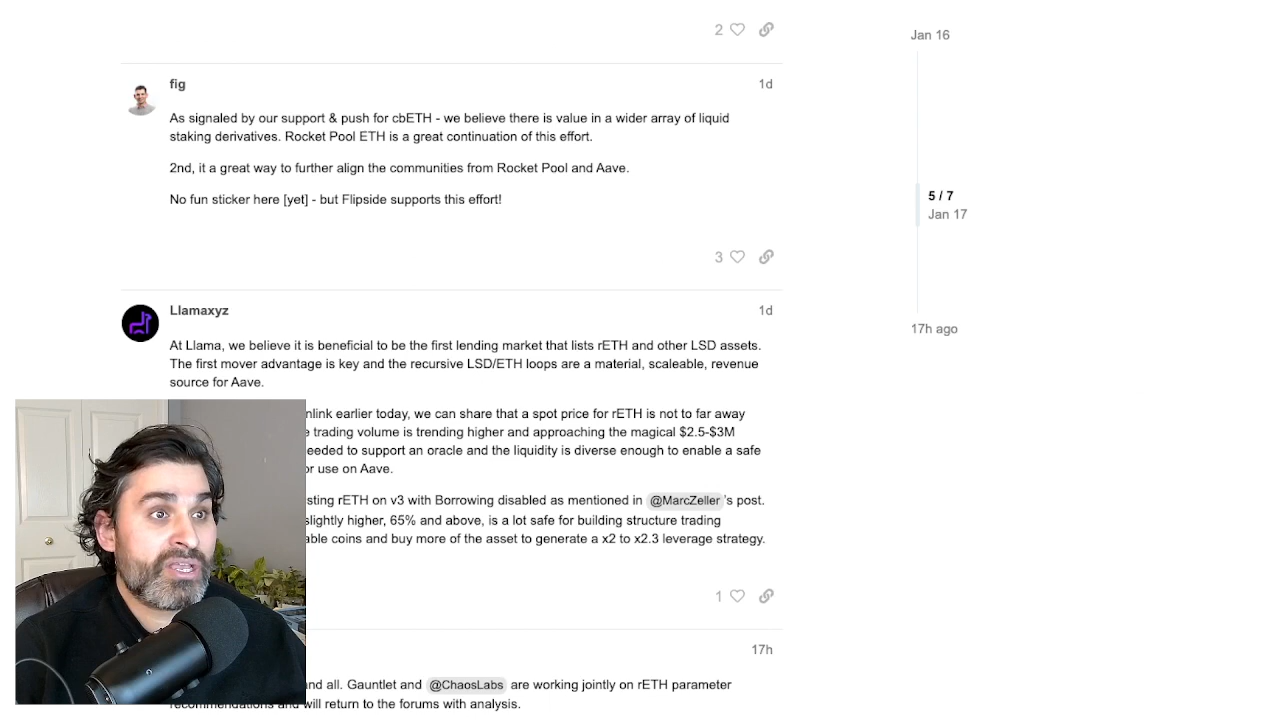 2
Jan 16
fig
1d
As signaled by our support & push for cbETH - we believe there is value in a wider array of liquid
staking derivatives. Rocket Pool ETH is a great continuation of this effort.
2nd, it a great way to further align the communities from Rocket Pool and Aave.
No fun sticker here [yet] - but Flipside supports this effort!
5 / 7
Jan 17
3
Llamaxyz
1d
17h ago
At Llama, we believe it is beneficial to be the first lending market that lists rETH and other LSD assets.
The first mover advantage is key and the recursive LSD/ETH loops are a material, scaleable, revenue
source for Aave.
earlier today, we can share that a spot price for rETH is not to far away
trading volume is trending higher and approaching the magical $2.5-$3M
needed to support an oracle and the liquidity is diverse enough to enable a safe
use on Aave.
rETH on v3 with Borrowing disabled as mentioned in @MarcZeller 's post.
slightly higher, 65% and above, is a lot safe for building structure trading
coins and buy more of the asset to generate a x2 to x2.3 leverage strategy.
1
17h
and all. Gauntlet and @ChaosLabs are working jointly on rETH parameter
recommendations and will return to the forums with analysis.